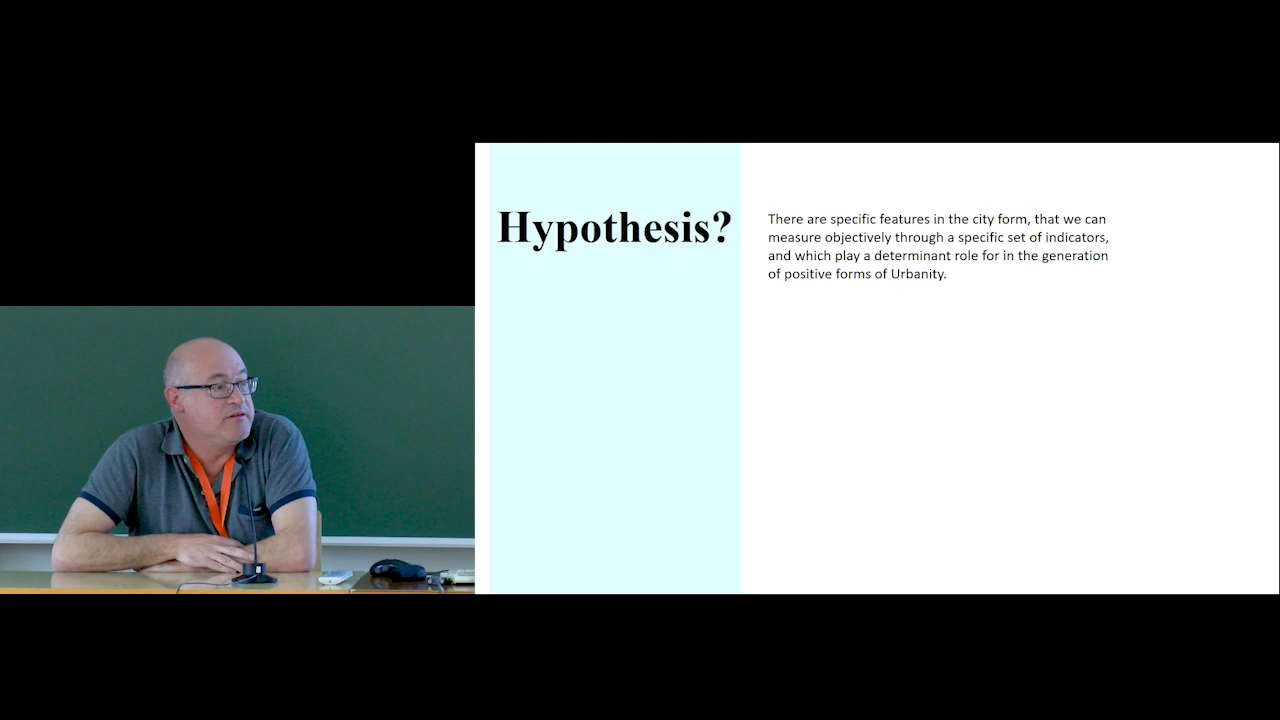 Hypothesis?
There are specific features in the city form, that we can
measure objectively through a specific set of indicators,
and which play a determinant role for in the generation
of positive forms of Urbanity.